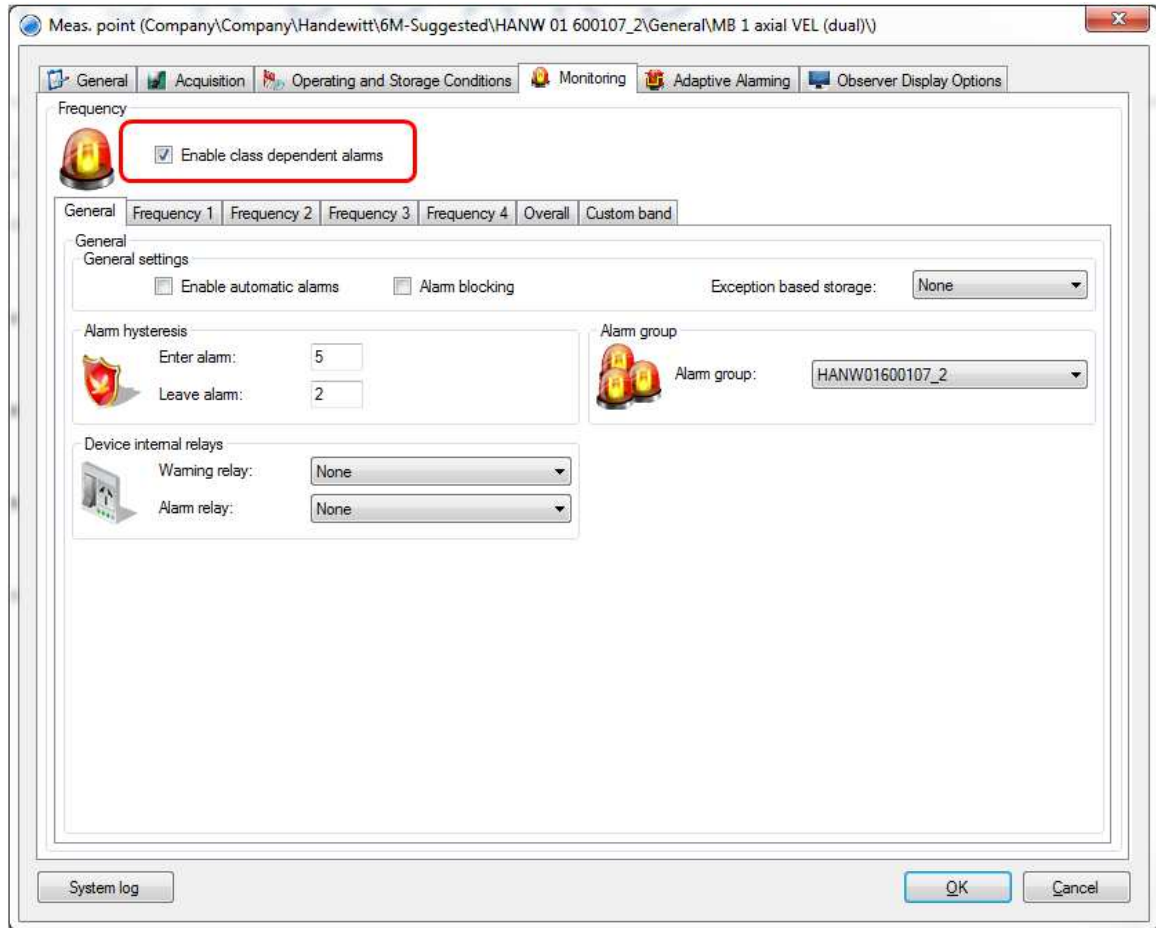 Meas. point (Company\Company\Handewitt\6M-Suggested\HANW 01 600107_2\General\MB 1 axial VEL (dual)\)
General Acquisition Operating and Storage Conditions Monitoring Adaptive Alarming Observer Display Options
Frequency
Enable class dependent alarms
General Frequency 1 Frequency 2 Frequency 3 Frequency 4 Overall Custom band
General
General settings
Enable automatic alarms Alarm blocking Exception based storage: None
Alarm hysteresis
Enter alarm: 5
Leave alarm: 2
Alarm group
Alarm group: HANW01600107_2
Device internal relays
Warning relay: None
Alarm relay: None
System log OK Cancel